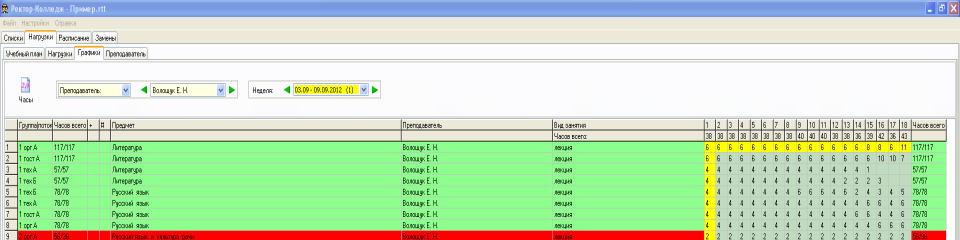 Ректор-Колледж - Пример.rtt
Файл Настройки Справка
Списки Нагрузки Расписание Замены
Учебный план Нагрузки Графики Преподаватель
Часы Преподаватель: Волощук Е. Н. Неделя: 03.09 - 09.09.2012 (1)
Группа/поток Часов всего + # Предмет Преподаватель Вид занятия 1 2 3 4 5 6 7 8 9 10 11 12 13 14 15 16 17 18 Часов всего
Часов всего 38 38 38 38 38 38 38 38 40 40 40 38 38 36 39 42 36 43
1 1 орг А 117/117 Литература Волощук Е. Н. лекция 6 6 6 6 6 6 6 6 6 6 6 6 6 6 8 8 6 11 117/117
2 1 гост А 117/117 Литература Волощук Е. Н. лекция 6 6 6 6 6 6 6 6 6 6 6 6 6 6 6 10 10 7 117/117
3 1 тех А 57/57 Литература Волощук Е. Н. лекция 4 4 4 4 4 4 4 4 4 4 4 4 4 4 1 57/57
4 1 тех Б 57/57 Литература Волощук Е. Н. лекция 4 4 4 4 4 4 4 4 4 4 4 4 2 2 2 3 57/57
5 1 тех Б 78/78 Русский язык Волощук Е. Н. лекция 4 4 4 4 4 4 4 4 6 6 6 4 6 2 4 3 4 5 78/78
6 1 тех А 78/78 Русский язык Волощук Е. Н. лекция 4 4 4 4 4 4 4 4 4 4 4 4 4 4 4 6 6 6 78/78
7 1 гост А 78/78 Русский язык Волощук Е. Н. лекция 4 4 4 4 4 4 4 4 4 4 4 4 4 4 6 6 6 4 78/78
8 1 орг А 78/78 Русский язык Волощук Е. Н. лекция 4 4 4 4 4 4 4 4 4 4 4 4 4 4 4 6 6 6 78/78
9 2 орг А 56/96 Русский язык и культура речи Волощук Е. Н. лекция 2 2 2 2 2 2 2 2 2 2 2 2 2 2 2 2 2 2 56/96